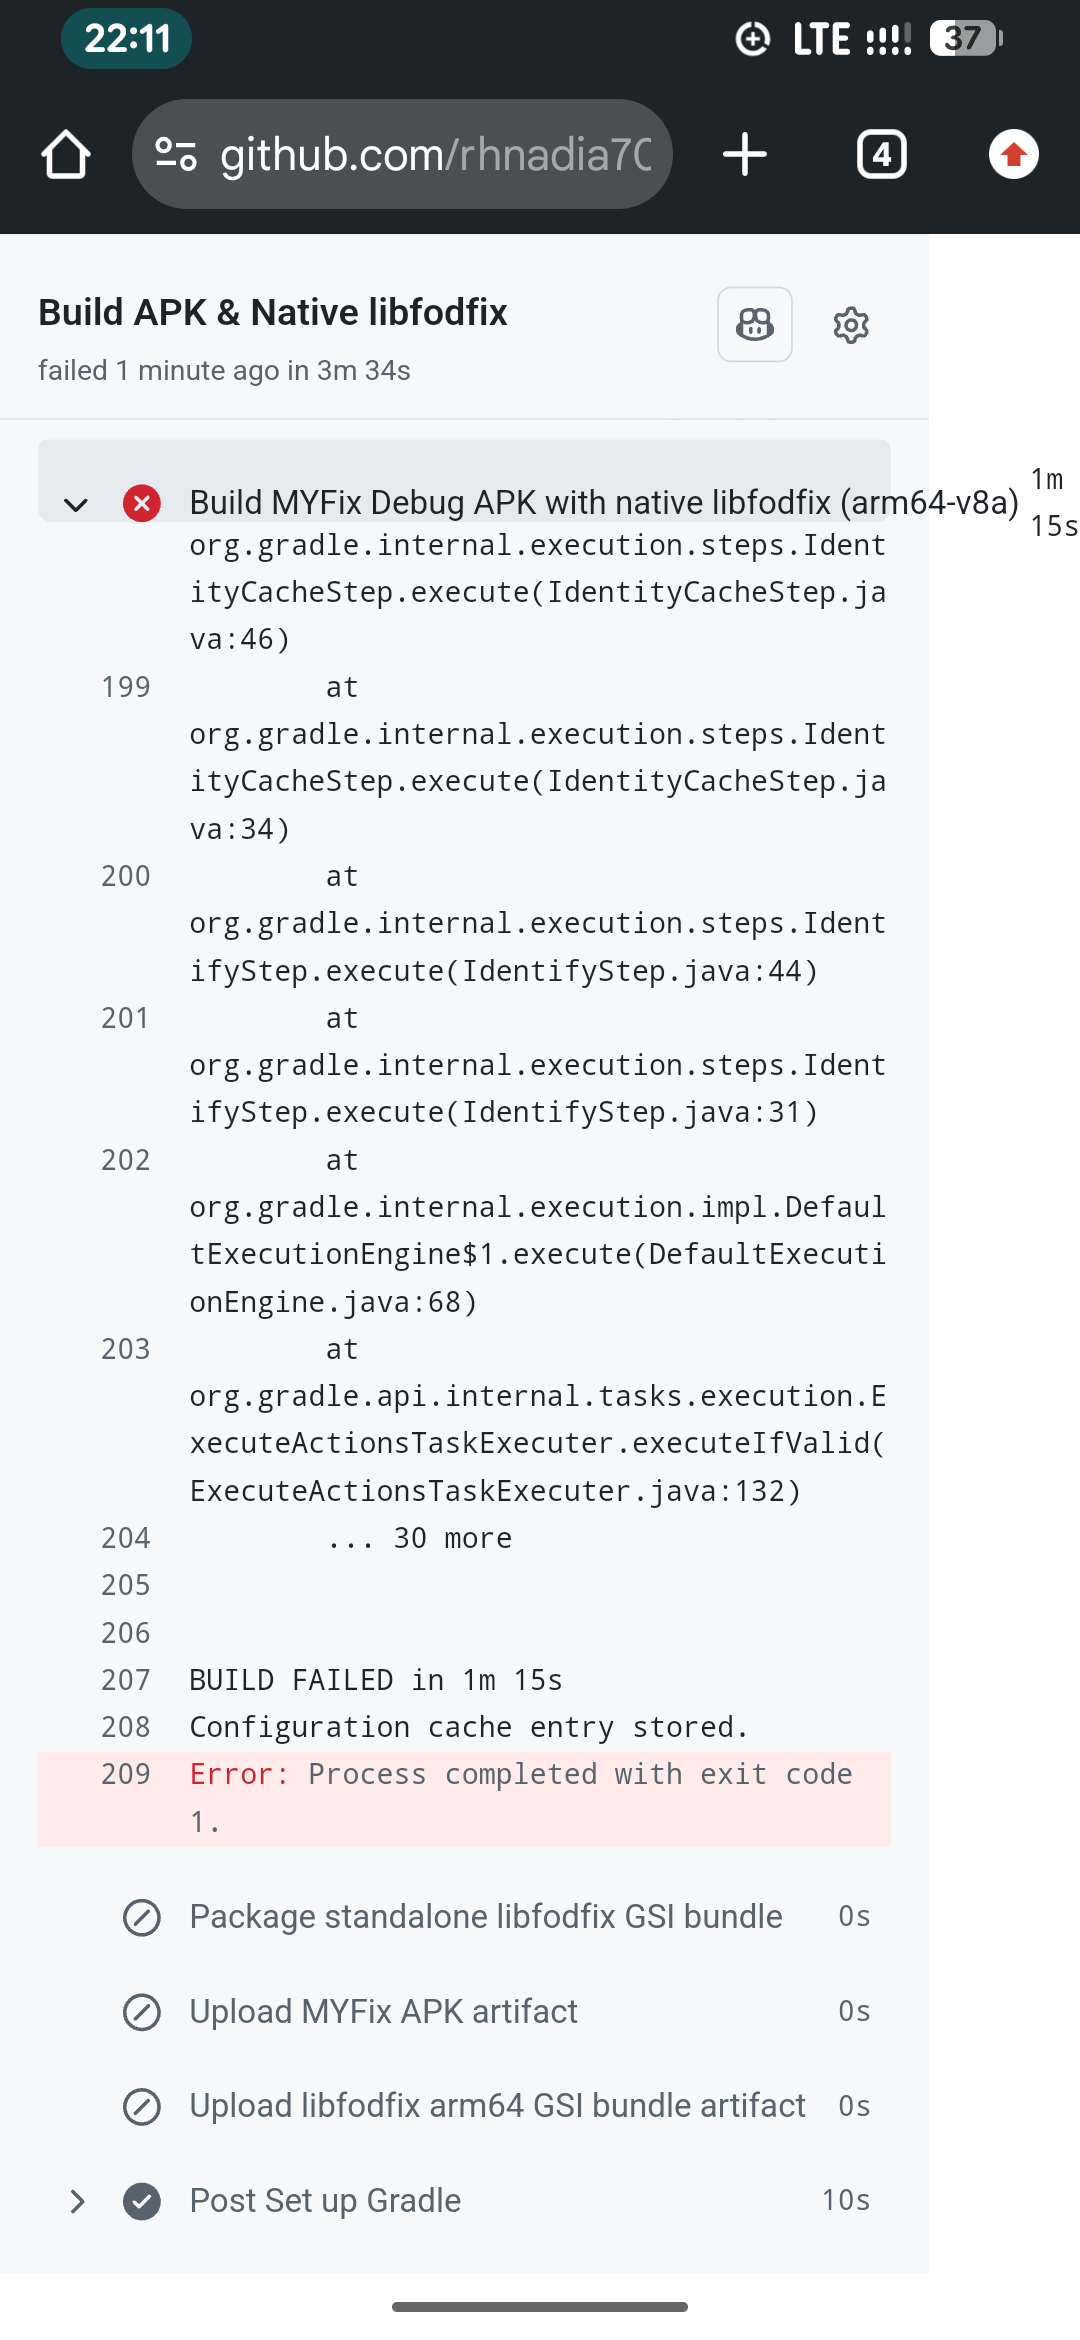 22:11
LTE
37
github.com/rhnadia7
4
Build APK & Native libfodfix
failed 1 minute ago in 3m 34s
Build MYFix Debug APK with native libfodfix (arm64-v8a)
1m
15s
org.gradle.internal.execution.steps.Ident
ityCacheStep.execute(IdentityCacheStep.ja
va:46)
199 at
org.gradle.internal.execution.steps.Ident
ityCacheStep.execute(IdentityCacheStep.ja
va:34)
200 at
org.gradle.internal.execution.steps.Ident
ifyStep.execute(IdentifyStep.java:44)
201 at
org.gradle.internal.execution.steps.Ident
ifyStep.execute(IdentifyStep.java:31)
202 at
org.gradle.internal.execution.impl.Defaul
tExecutionEngine$1.execute(DefaultExecuti
onEngine.java:68)
203 at
org.gradle.api.internal.tasks.execution.E
xecuteActionsTaskExecuter.executeIfValid(
ExecuteActionsTaskExecuter.java:132)
204 ... 30 more
205
206
207 BUILD FAILED in 1m 15s
208 Configuration cache entry stored.
209 Error: Process completed with exit code
1.
Package standalone libfodfix GSI bundle 0s
Upload MYFix APK artifact 0s
Upload libfodfix arm64 GSI bundle artifact 0s
Post Set up Gradle 10s